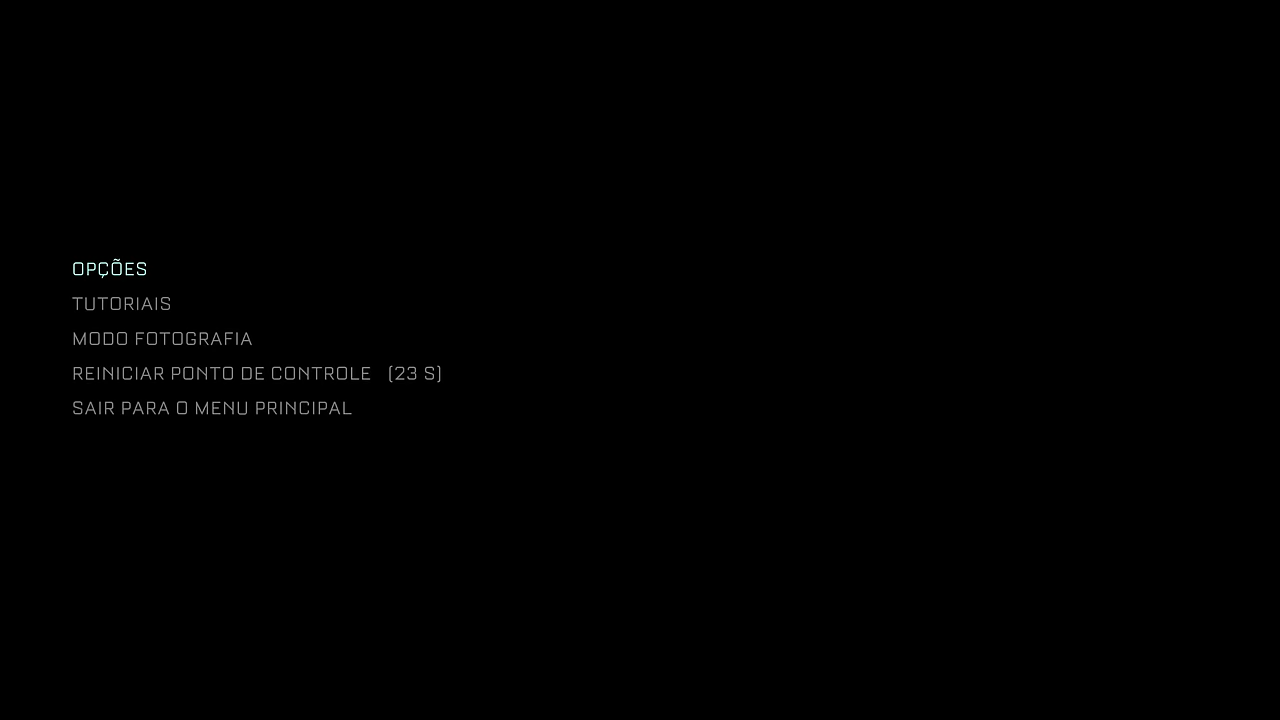 OPÇÕES
TUTORIAIS
MODO FOTOGRAFIA
REINICIAR PONTO DE CONTROLE (23 S)
SAIR PARA O MENU PRINCIPAL